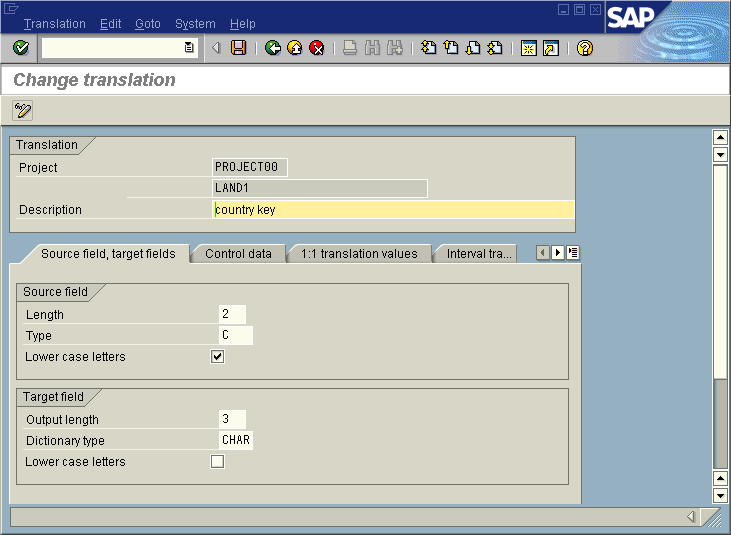 Translation Edit Goto System Help
SAP
Change translation
Translation
Project PROJECT00
LAND1
Description country key
Source field, target fields Control data 1:1 translation values Interval tra...
Source field
Length 2
Type C
Lower case letters
Target field
Output length 3
Dictionary type CHAR
Lower case letters